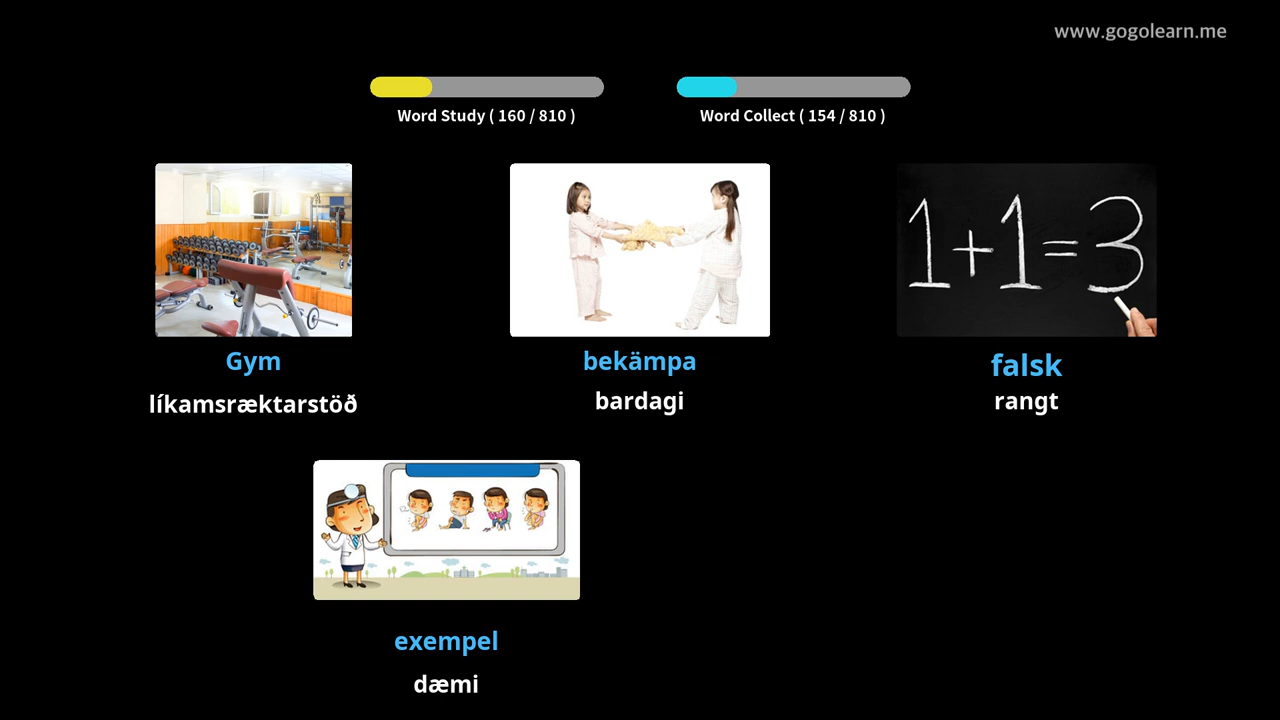 www.gogolearn.me
Word Study ( 160 / 810 )
Word Collect ( 154 / 810 )
1+1=3
Gym
bekämpa
falsk
líkamsræktarstöð
bardagi
rangt
exempel
dæmi